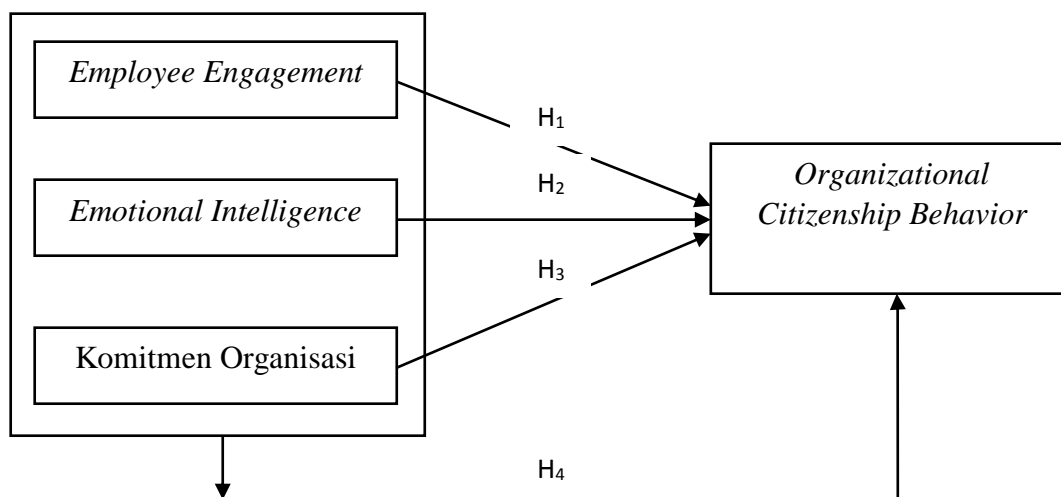 Employee Engagement
H₁
Emotional Intelligence
H₂
Organizational
Citizenship Behavior
H₃
Komitmen Organisasi
H₄